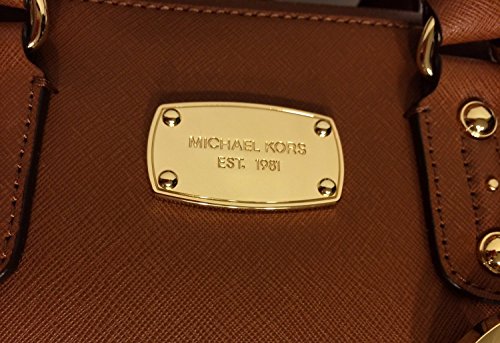 MICHAEL KORS
EST. 1981